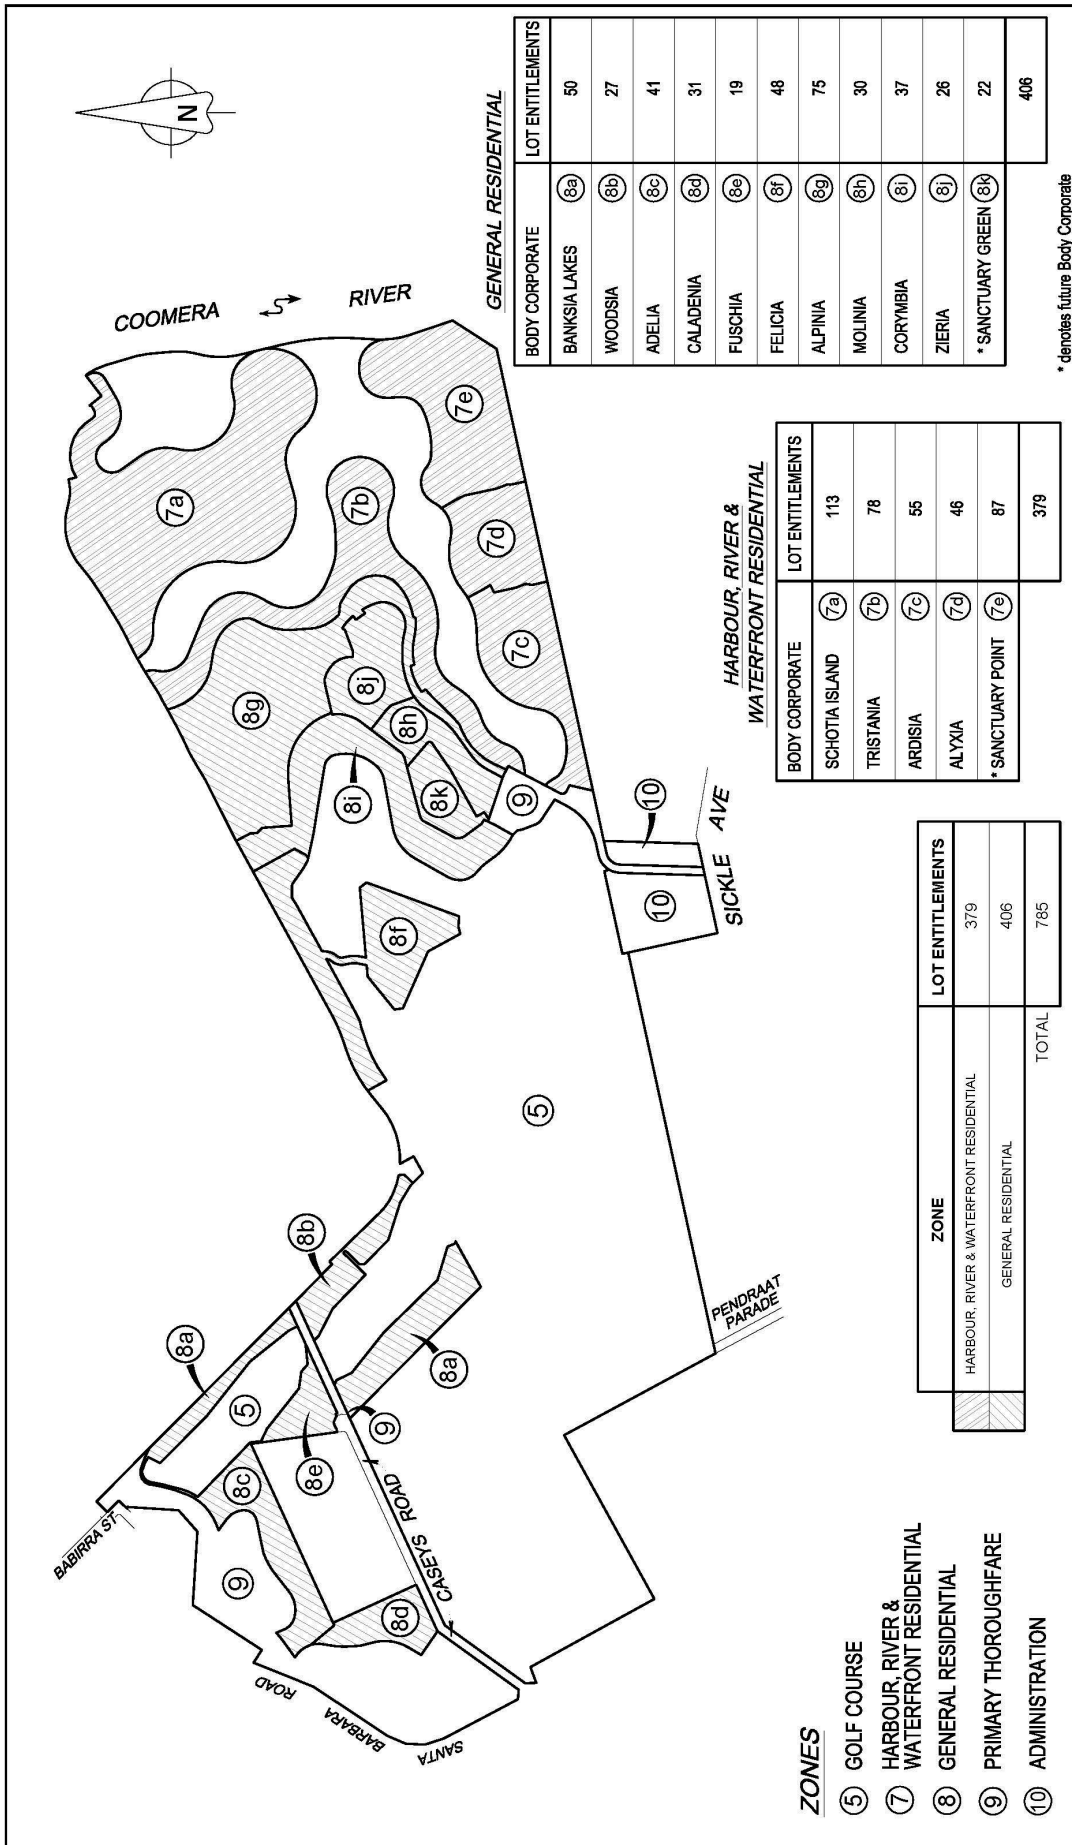 N
COOMERA
RIVER
7a
7b
7e
7d
7c
8g
8j
8h
8i
8k
9
8f
10
10
SICKLE AVE
5
8b
8a
5
8a
9
8e
8c
9
8d
BABIRRA ST
CASEYS ROAD
SANTA BARBARA ROAD
PENDRAAT
PARADE
GENERAL RESIDENTIAL
BODY CORPORATE LOT ENTITLEMENTS
BANKSIA LAKES 8a 50
WOODSIA 8b 27
ADELIA 8c 41
CALADENIA 8d 31
FUSCHIA 8e 19
FELICIA 8f 48
ALPINIA 8g 75
MOLINIA 8h 30
CORYMBIA 8i 37
ZIERIA 8j 26
* SANCTUARY GREEN 8k 22
406
* denotes future Body Corporate
HARBOUR, RIVER &
WATERFRONT RESIDENTIAL
BODY CORPORATE LOT ENTITLEMENTS
SCHOTIA ISLAND 7a 113
TRISTANIA 7b 78
ARDISIA 7c 55
ALYXIA 7d 46
* SANCTUARY POINT 7e 87
379
ZONE LOT ENTITLEMENTS
HARBOUR, RIVER & WATERFRONT RESIDENTIAL 379
GENERAL RESIDENTIAL 406
TOTAL 785
ZONES
5 GOLF COURSE
7 HARBOUR, RIVER &
WATERFRONT RESIDENTIAL
8 GENERAL RESIDENTIAL
9 PRIMARY THOROUGHFARE
10 ADMINISTRATION